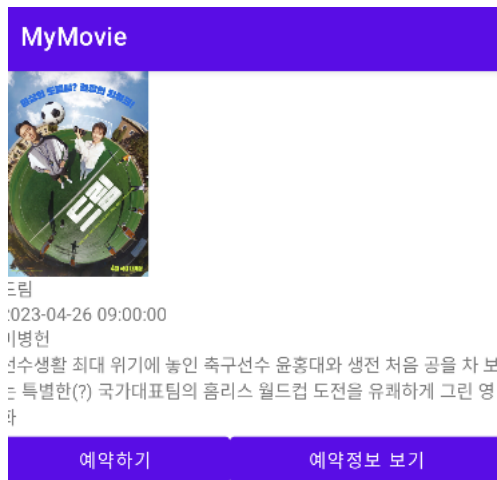 MyMovie
드림
드림
2023-04-26 09:00:00
이병헌
선수생활 최대 위기에 놓인 축구선수 윤홍대와 생전 처음 공을 차 보
는 특별한(?) 국가대표팀의 홈리스 월드컵 도전을 유쾌하게 그린 영
화
예약하기
예약정보 보기